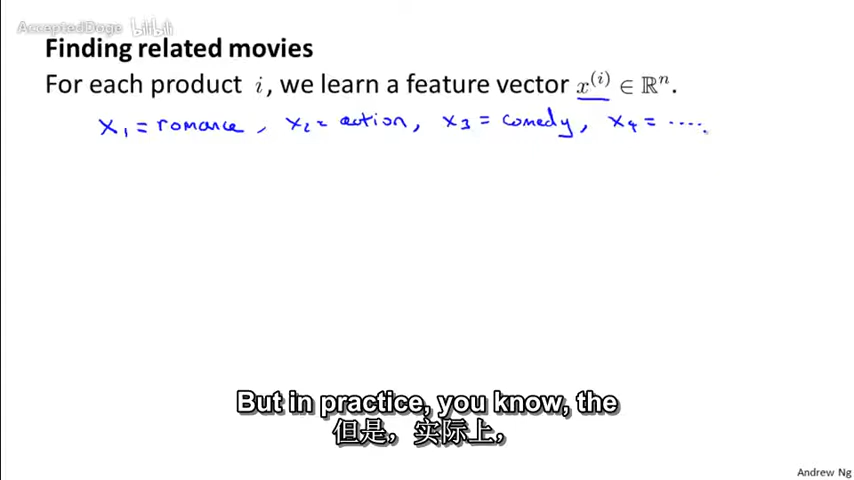 AcceptedDoge bilibili
Finding related movies
For each product i, we learn a feature vector x^(i) ∈ ℝ^n.
x₁ = romance, x₂ = action, x₃ = comedy, x₄ = .....
But in practice, you know, the
但是，实际上，
Andrew Ng